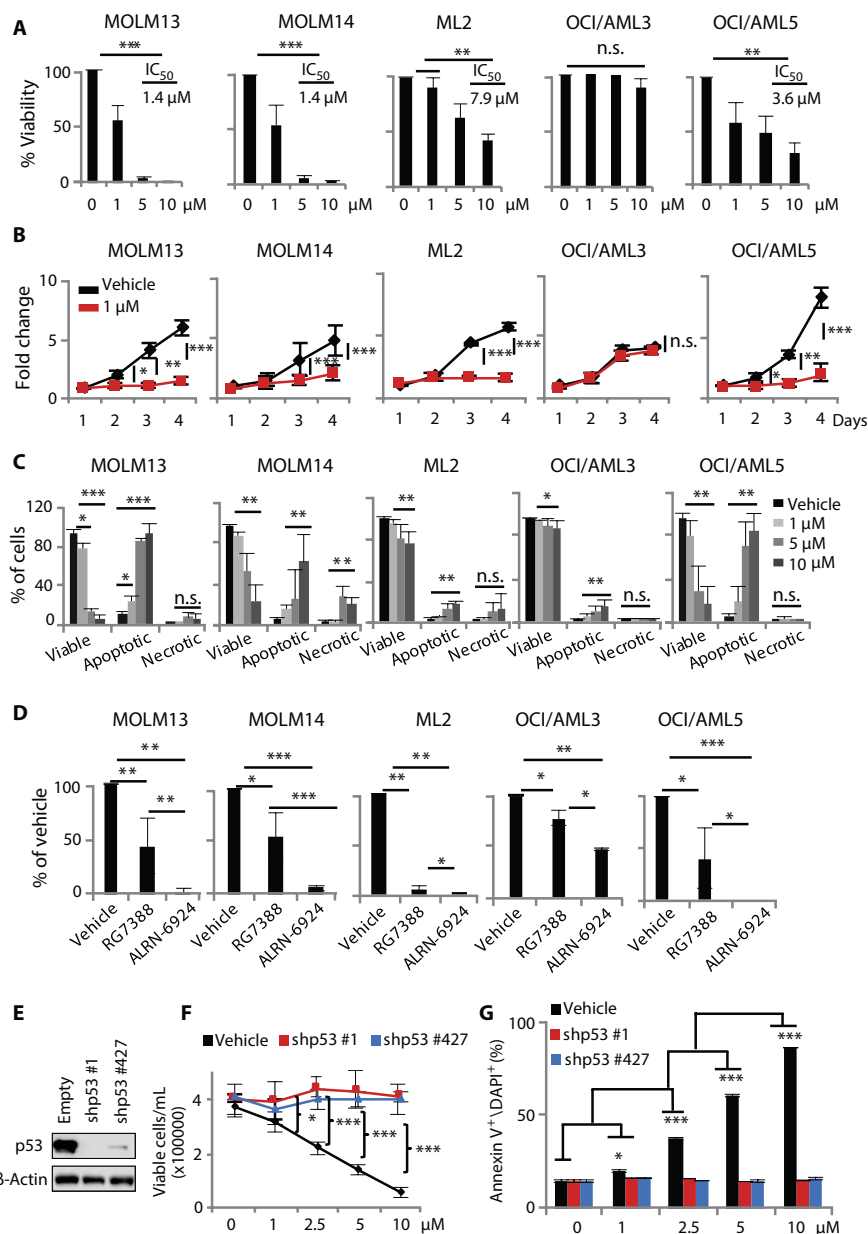 A
MOLM13
MOLM14
ML2
OCI/AML3
OCI/AML5
*** *** ** n.s. **
% Viability
100
50
0
IC50
1.4 µM
IC50
1.4 µM
IC50
7.9 µM
IC50
3.6 µM
0 1 5 10 µM
0 1 5 10 µM
0 1 5 10 µM
0 1 5 10 µM
0 1 5 10 µM
B
MOLM13
MOLM14
ML2
OCI/AML3
OCI/AML5
Fold change
10
5
0
Vehicle
1 µM
* ** ***
*** ***
*** ***
n.s.
* ** ***
1 2 3 4
1 2 3 4
1 2 3 4
1 2 3 4
1 2 3 4 Days
C
MOLM13
MOLM14
ML2
OCI/AML3
OCI/AML5
% of cells
120
80
40
0
*** * *** * n.s.
** ** **
** ** n.s.
* ** n.s.
** ** n.s.
Vehicle
1 µM
5 µM
10 µM
Viable Apoptotic Necrotic
Viable Apoptotic Necrotic
Viable Apoptotic Necrotic
Viable Apoptotic Necrotic
Viable Apoptotic Necrotic
D
MOLM13
MOLM14
ML2
OCI/AML3
OCI/AML5
% of vehicle
100
50
0
** ** **
*** * ***
** ** *
** * *
*** * *
Vehicle RG7388 ALRN-6924
Vehicle RG7388 ALRN-6924
Vehicle RG7388 ALRN-6924
Vehicle RG7388 ALRN-6924
Vehicle RG7388 ALRN-6924
E
Empty
shp53 #1
shp53 #427
p53
β-Actin
F
Vehicle shp53 #1 shp53 #427
Viable cells/mL
(x100000)
4
2
0
* *** *** ***
0 1 2.5 5 10 µM
G
Vehicle
shp53 #1
shp53 #427
Annexin V+\DAPI+ (%)
100
50
0
* *** *** ***
0 1 2.5 5 10 µM